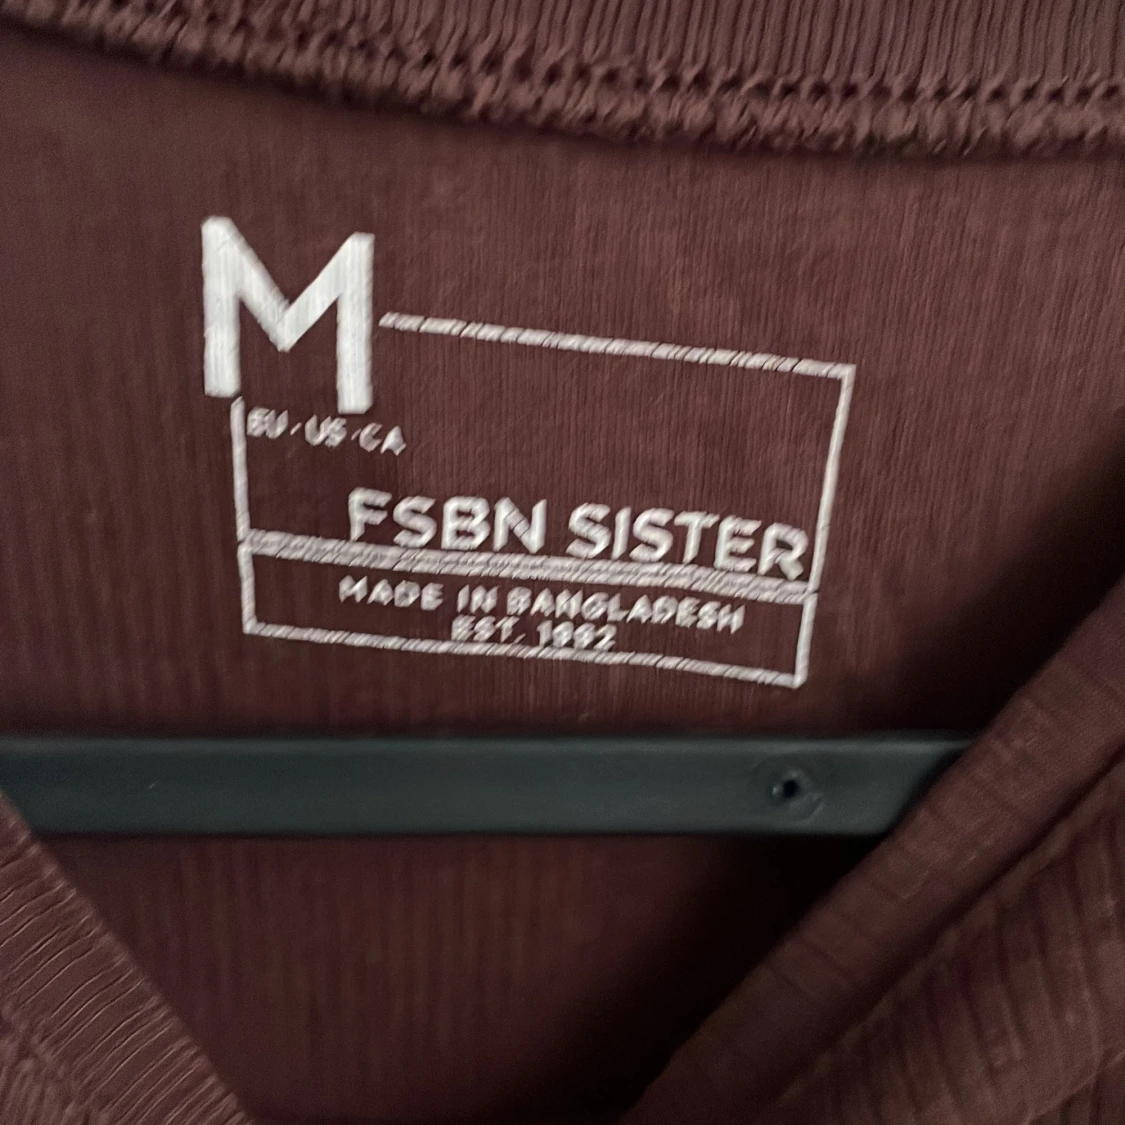 M
EU/US/CA
FSBN SISTER
MADE IN BANGLADESH
EST. 1992